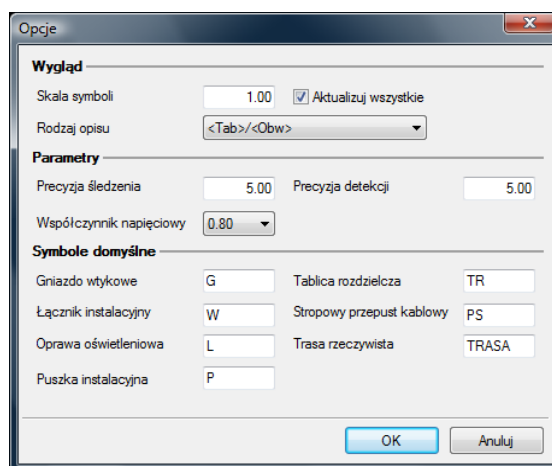 Opcje
Wygląd
Skala symboli 1.00 Aktualizuj wszystkie
Rodzaj opisu <Tab>/<Obw>
Parametry
Precyzja śledzenia 5.00 Precyzja detekcji 5.00
Współczynnik napięciowy 0.80
Symbole domyślne
Gniazdo wtykowe G Tablica rozdzielcza TR
Łącznik instalacyjny W Stropowy przepust kablowy PS
Oprawa oświetleniowa L Trasa rzeczywista TRASA
Puszka instalacyjna P
OK Anuluj